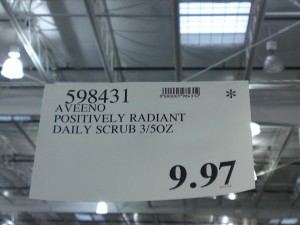 598431 *
AVEENO
POSITIVELY RADIANT
DAILY SCRUB 3/5OZ
9.97